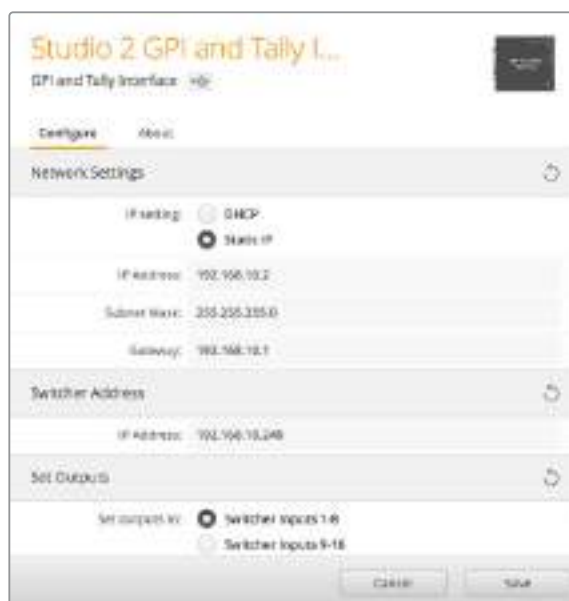 Studio 2 GPI and Tally I...
GPI and Tally Interface
Configure About
Network Settings
IP setting: DHCP
Static IP
IP Address: 192.168.10.2
Subnet Mask: 255.255.255.0
Gateway: 192.168.10.1
Switcher Address
IP Address: 192.168.10.240
Set Outputs
Set outputs to: Switcher Inputs 1-8
Switcher Inputs 9-16
Cancel Save